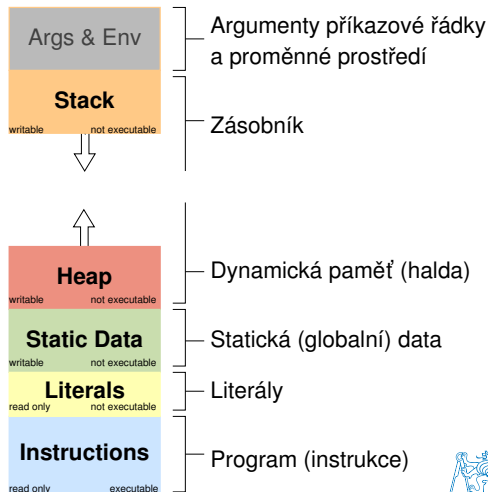 Args & Env
Argumenty příkazové řádky
a proměnné prostředí
Stack
writable not executable
Zásobník
Heap
writable not executable
Dynamická paměť (halda)
Static Data
writable not executable
Statická (globalní) data
Literals
read only not executable
Literály
Instructions
read only executable
Program (instrukce)